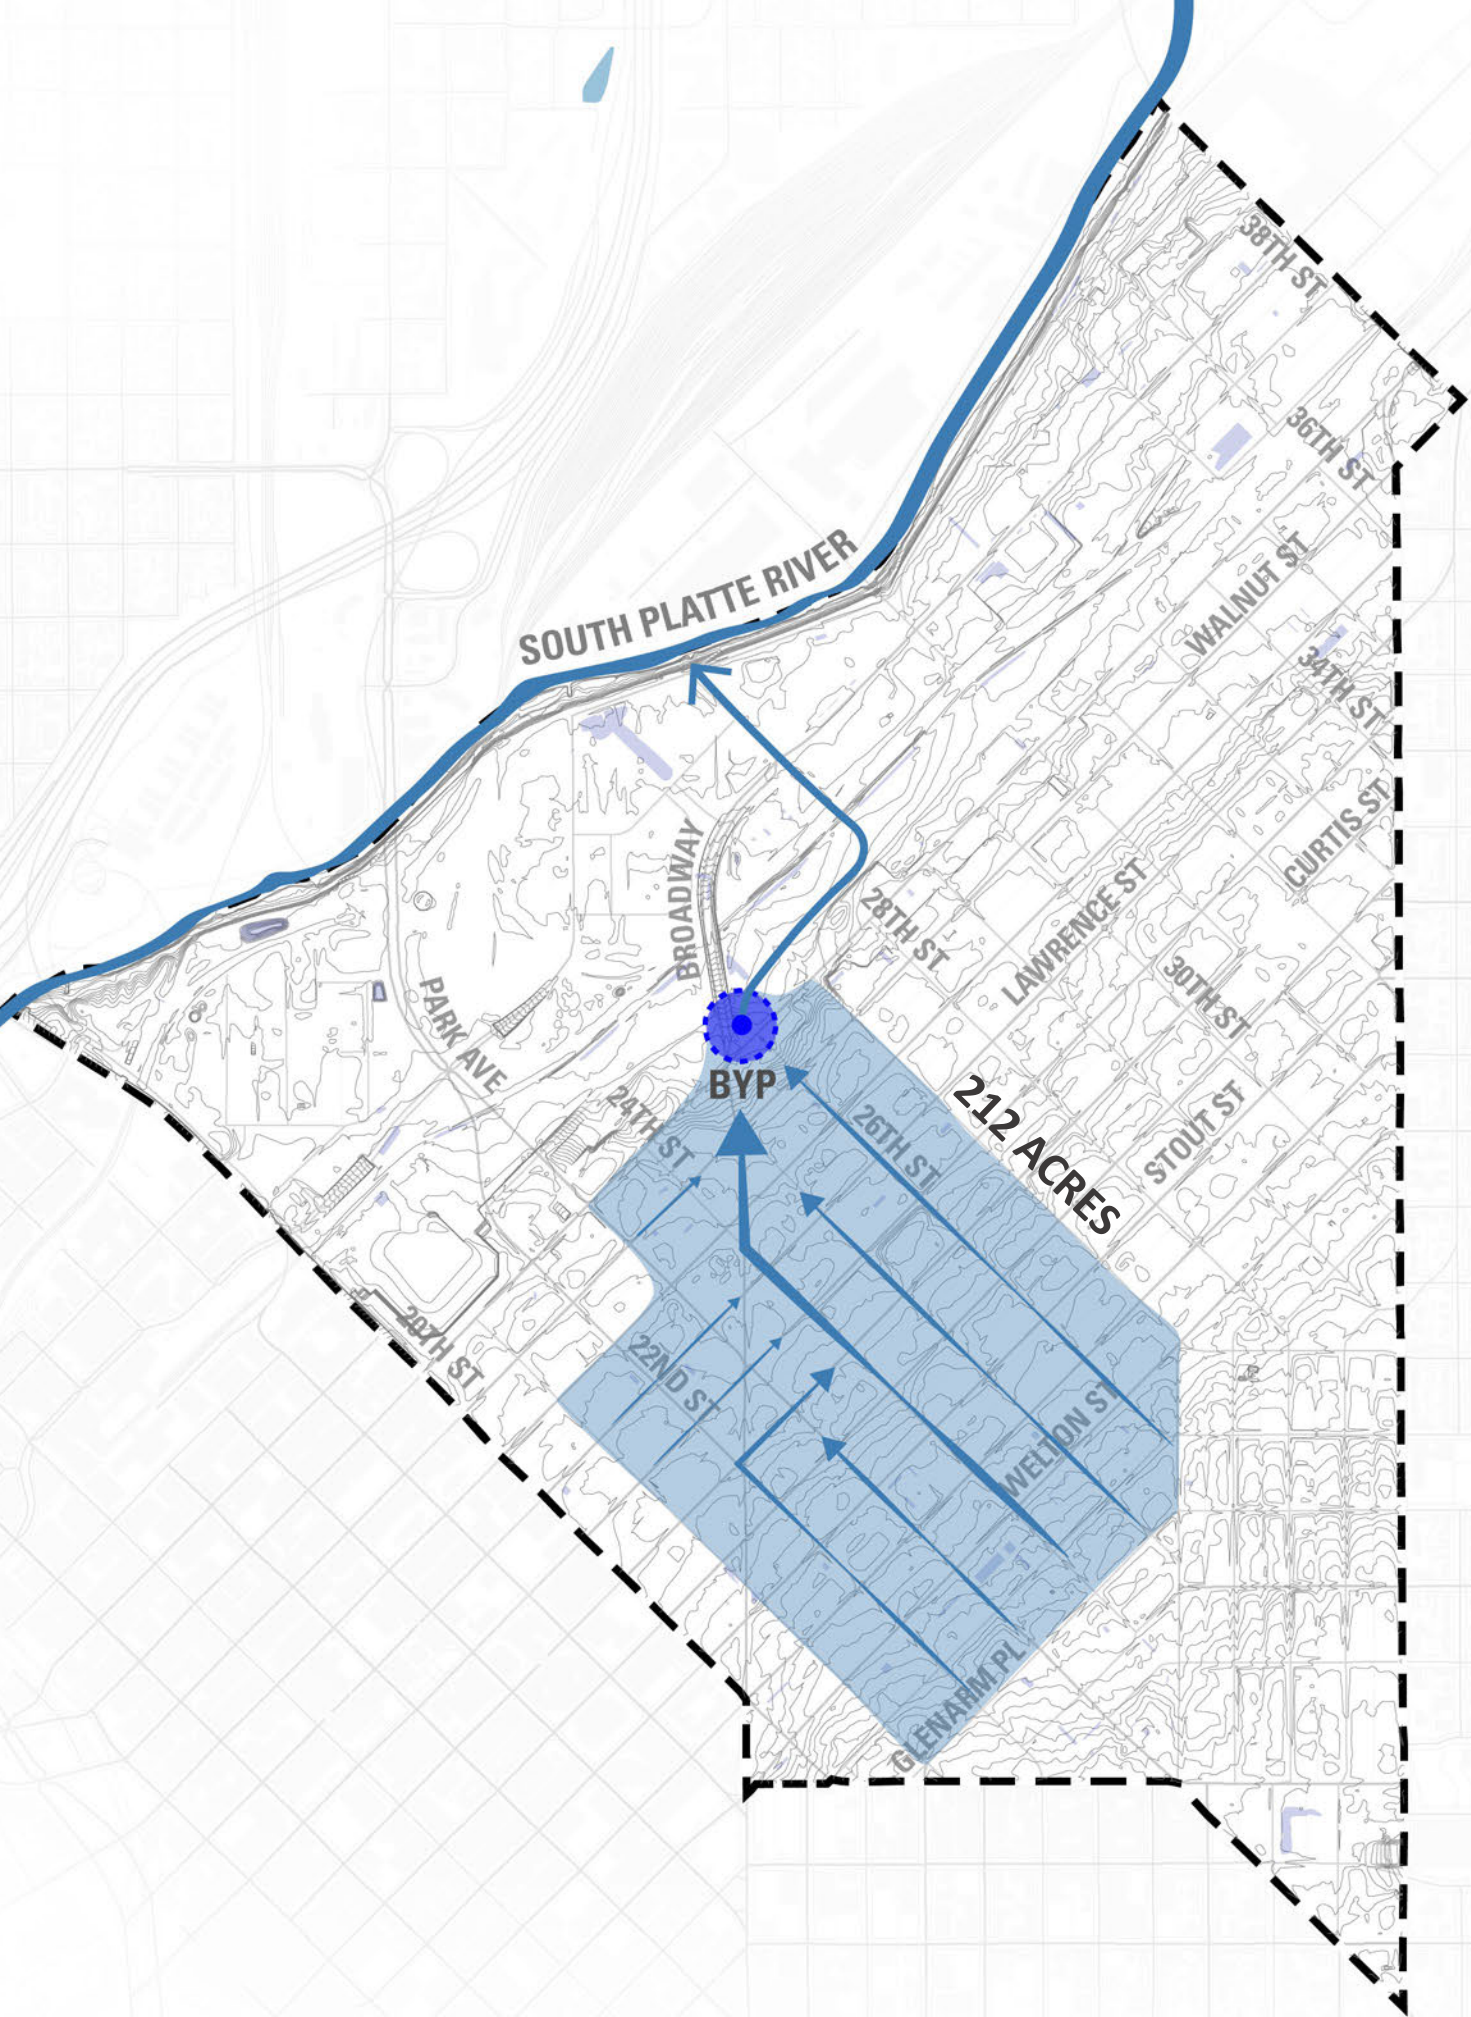 38TH ST
36TH ST
SOUTH PLATTE RIVER
WALNUT ST
34TH ST
CURTIS ST
BROADWAY
28TH ST
LAWRENCE ST
30TH ST
PARK AVE
BYP
24TH ST
26TH ST
212 ACRES
STOUT ST
207H ST
22ND ST
WELTON ST
GLENARM PL